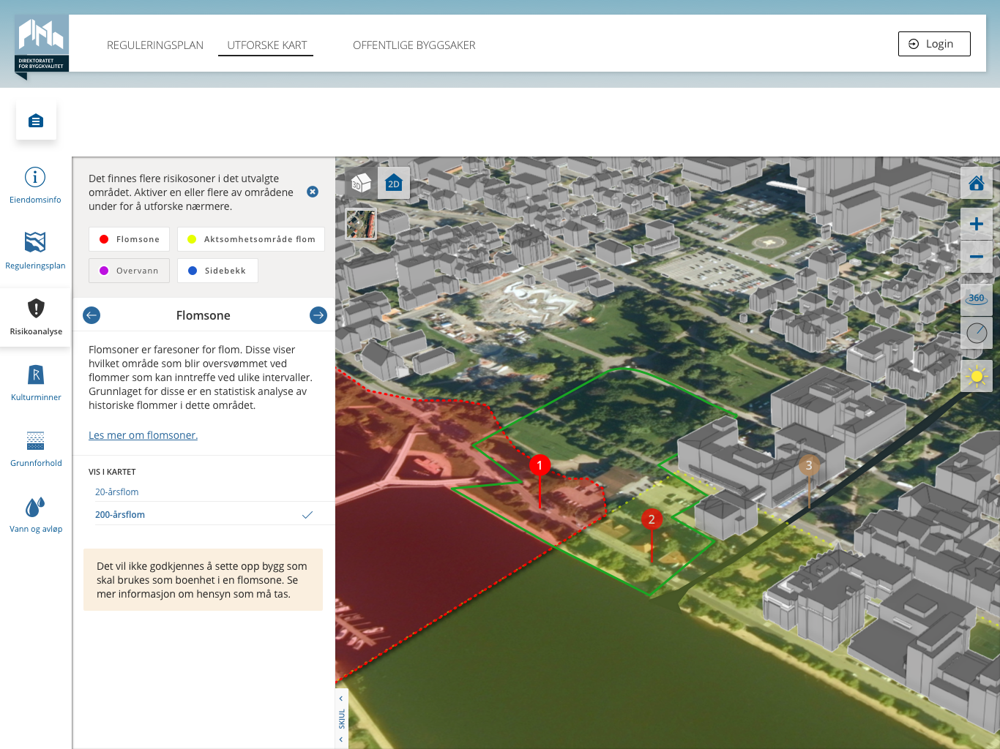 DIREKTORATET
FOR BYGGKVALITET
REGULERINGSPLAN
UTFORSKE KART
OFFENTLIGE BYGGSAKER
Login
Eiendomsinfo
Reguleringsplan
Risikoanalyse
Kulturminner
Grunnforhold
Vann og avløp
Det finnes flere risikosoner i det utvalgte
området. Aktiver en eller flere av områdene
under for å utforske nærmere.
Flomsone
Aktsomhetsområde flom
Overvann
Sidebekk
Flomsone
Flomsoner er faresoner for flom. Disse viser
hvilket område som blir oversvømmet ved
flommer som kan inntreffe ved ulike intervaller.
Grunnlaget for disse er en statistisk analyse av
historiske flommer i dette området.
Les mer om flomsoner.
VIS I KARTET
20-årsflom
200-årsflom
Det vil ikke godkjennes å sette opp bygg som
skal brukes som boenhet i en flomsone. Se
mer informasjon om hensyn som må tas.
3D
2D
360
1
2
3
SKJUL